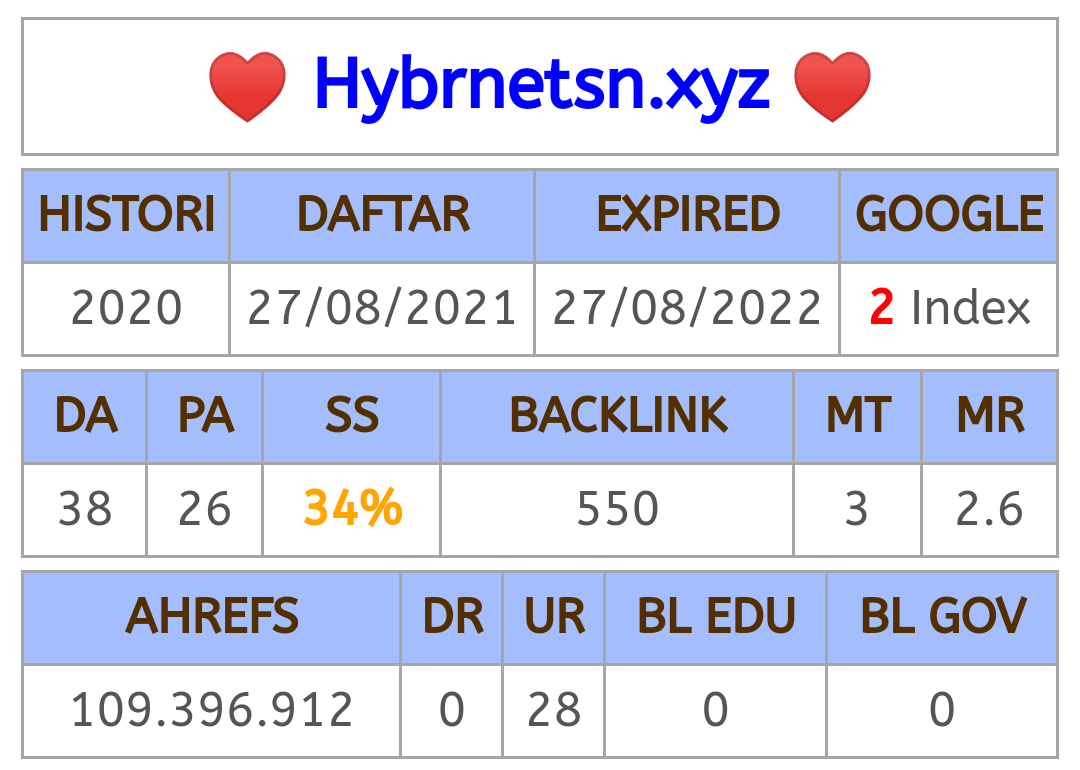 Hybrnetsn.xyz
HISTORI DAFTAR EXPIRED GOOGLE
2020 27/08/2021 27/08/2022 2 Index
DA PA SS BACKLINK MT MR
38 26 34% 550 3 2.6
AHREFS DR UR BL EDU BL GOV
109.396.912 0 28 0 0